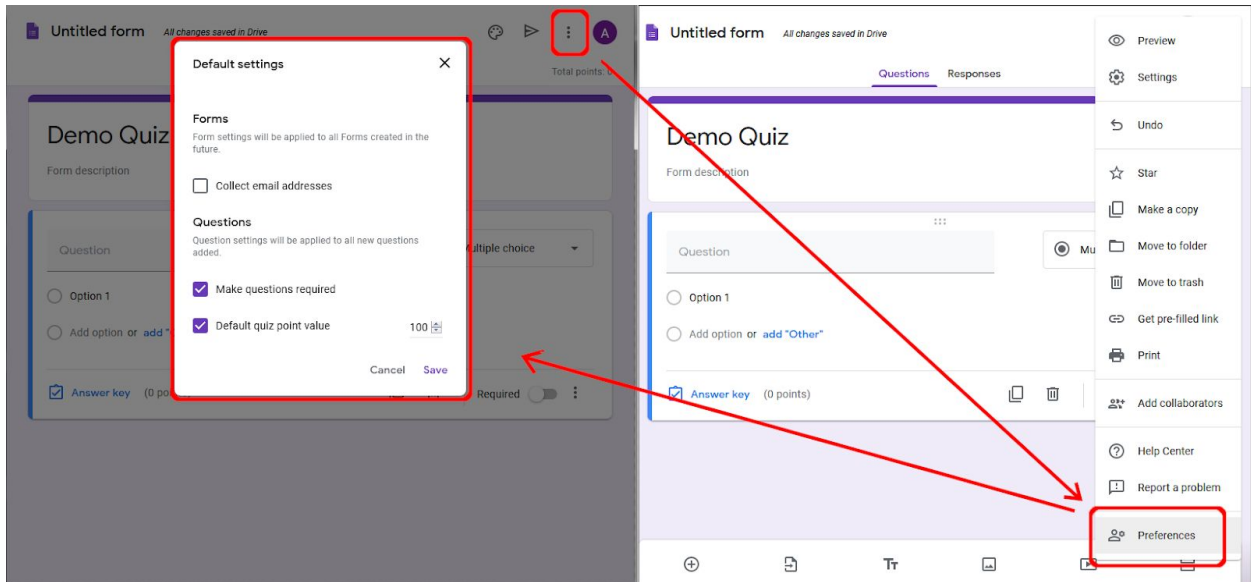 Untitled form All changes saved in Drive
A
Total points: 0
Default settings
Forms
Form settings will be applied to all Forms created in the
future.
Collect email addresses
Questions
Question settings will be applied to all new questions
added.
Make questions required
Default quiz point value 100
Cancel Save
Demo Quiz
Form description
Question
Multiple choice
Option 1
Add option or add "
Answer key (0 po
Required
Untitled form All changes saved in Drive
Questions Responses
Demo Quiz
Form description
Question
Mu
Option 1
Add option or add "Other"
Answer key (0 points)
Tт
Preview
Settings
Undo
Star
Make a copy
Move to folder
Move to trash
Get pre-filled link
Print
Add collaborators
Help Center
Report a problem
Preferences